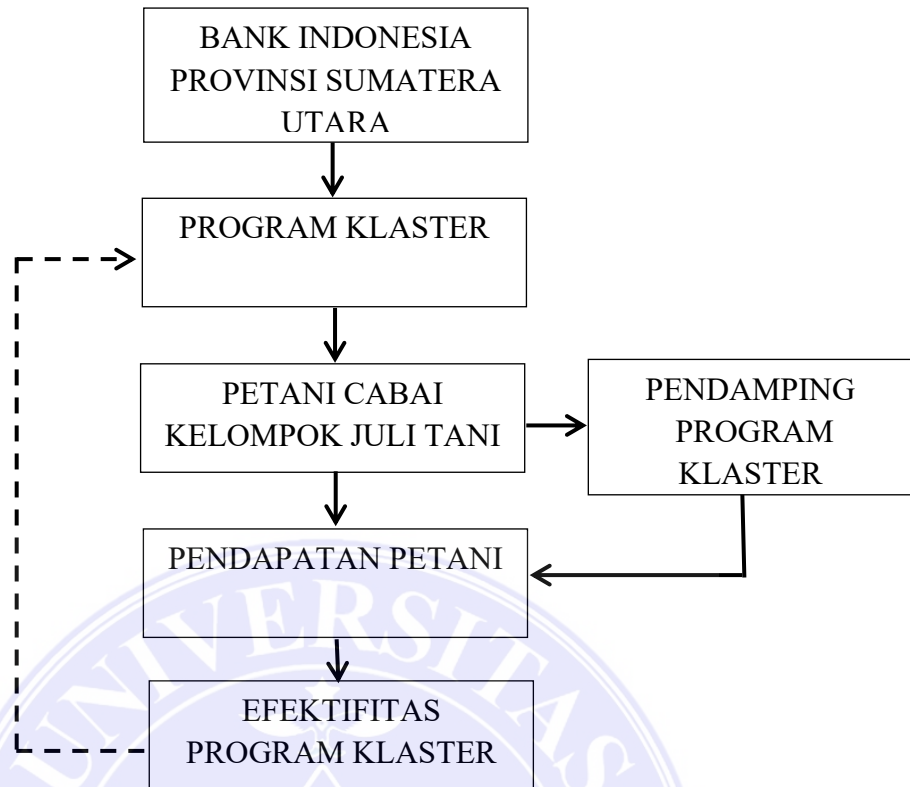 BANK INDONESIA
PROVINSI SUMATERA
UTARA
PROGRAM KLASTER
PETANI CABAI
KELOMPOK JULI TANI
PENDAMPING
PROGRAM
KLASTER
PENDAPATAN PETANI
EFEKTIFITAS
PROGRAM KLASTER
UNIVERSITAS